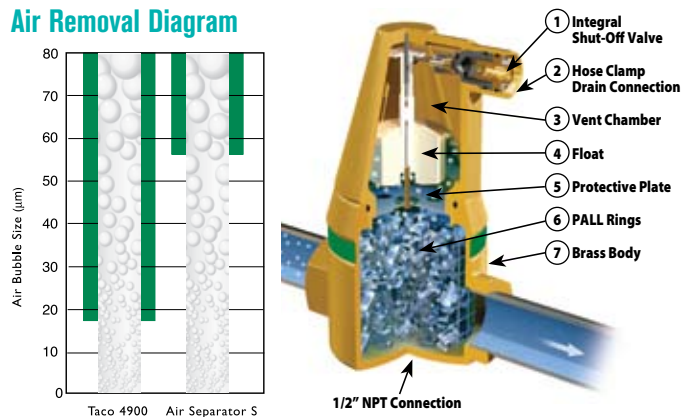 Air Removal Diagram
80
70
60
50
40
30
20
10
0
Air Bubble Size (μm)
Taco 4900 Air Separator S
1 Integral
Shut-Off Valve
2 Hose Clamp
Drain Connection
3 Vent Chamber
4 Float
5 Protective Plate
6 PALL Rings
7 Brass Body
1/2" NPT Connection